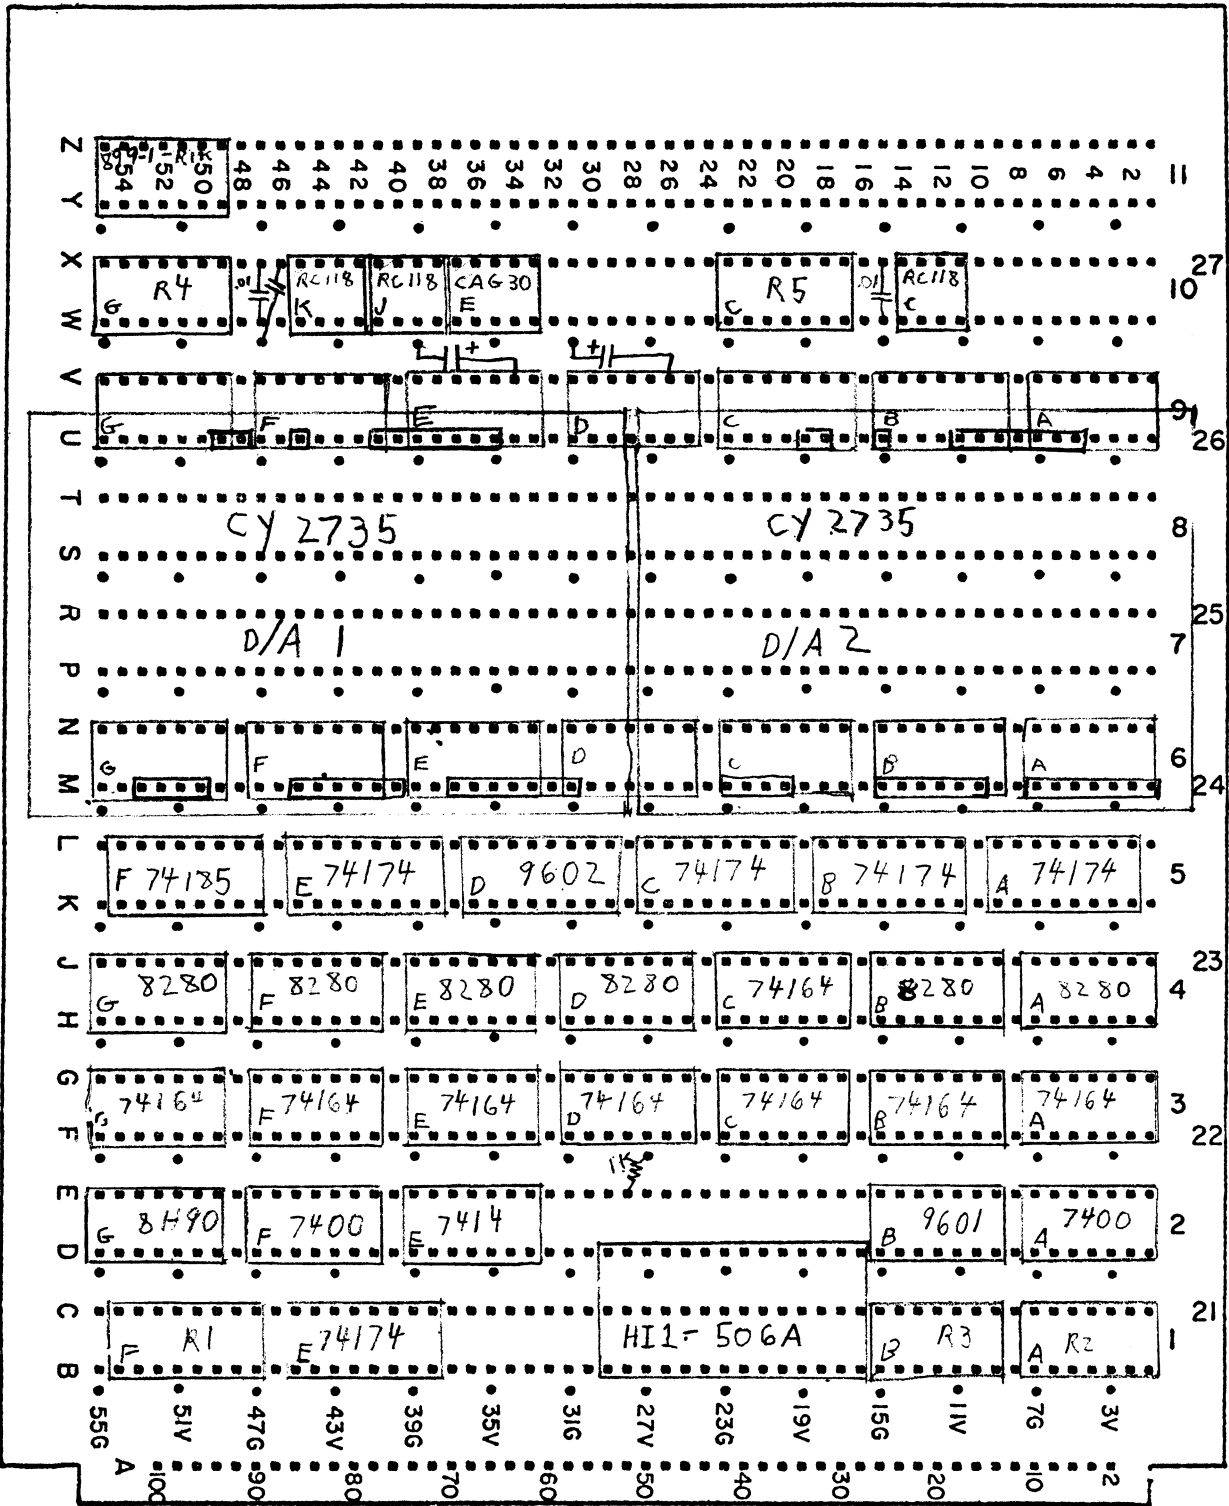 Z 54 52 50 48 46 44 42 40 38 36 34 32 30 28 26 24 22 20 18 16 14 12 10 8 6 4 2 11
Y
X R4 .01 RC118 RC118 CAG30 R5 .01 RC118 27
W G K J E C C 10
V + +
G F E D C B A 9
U 26
T
CY 2735 CY 2735 8
S
R 25
D/A 1 D/A 2 7
P
N
G F E D C B A 6
M 24
L
F 74185 E 74174 D 9602 C 74174 B 74174 A 74174 5
K
J 23
G 8280 F 8280 E 8280 D 8280 C 74164 B 8280 A 8280 4
H
G
74164 F 74164 E 74164 D 74164 C 74164 B 74164 A 74164 3
F 22
1K
E
G 8H90 F 7400 E 7414 B 9601 A 7400 2
D
C 21
F R1 E 74174 HI1-506A B R3 A R2 1
B
55G 51V 47G 43V 39G 35V 31G 27V 23G 19V 15G 11V 7G 3V
A 100 90 80 70 60 50 40 30 20 10 2